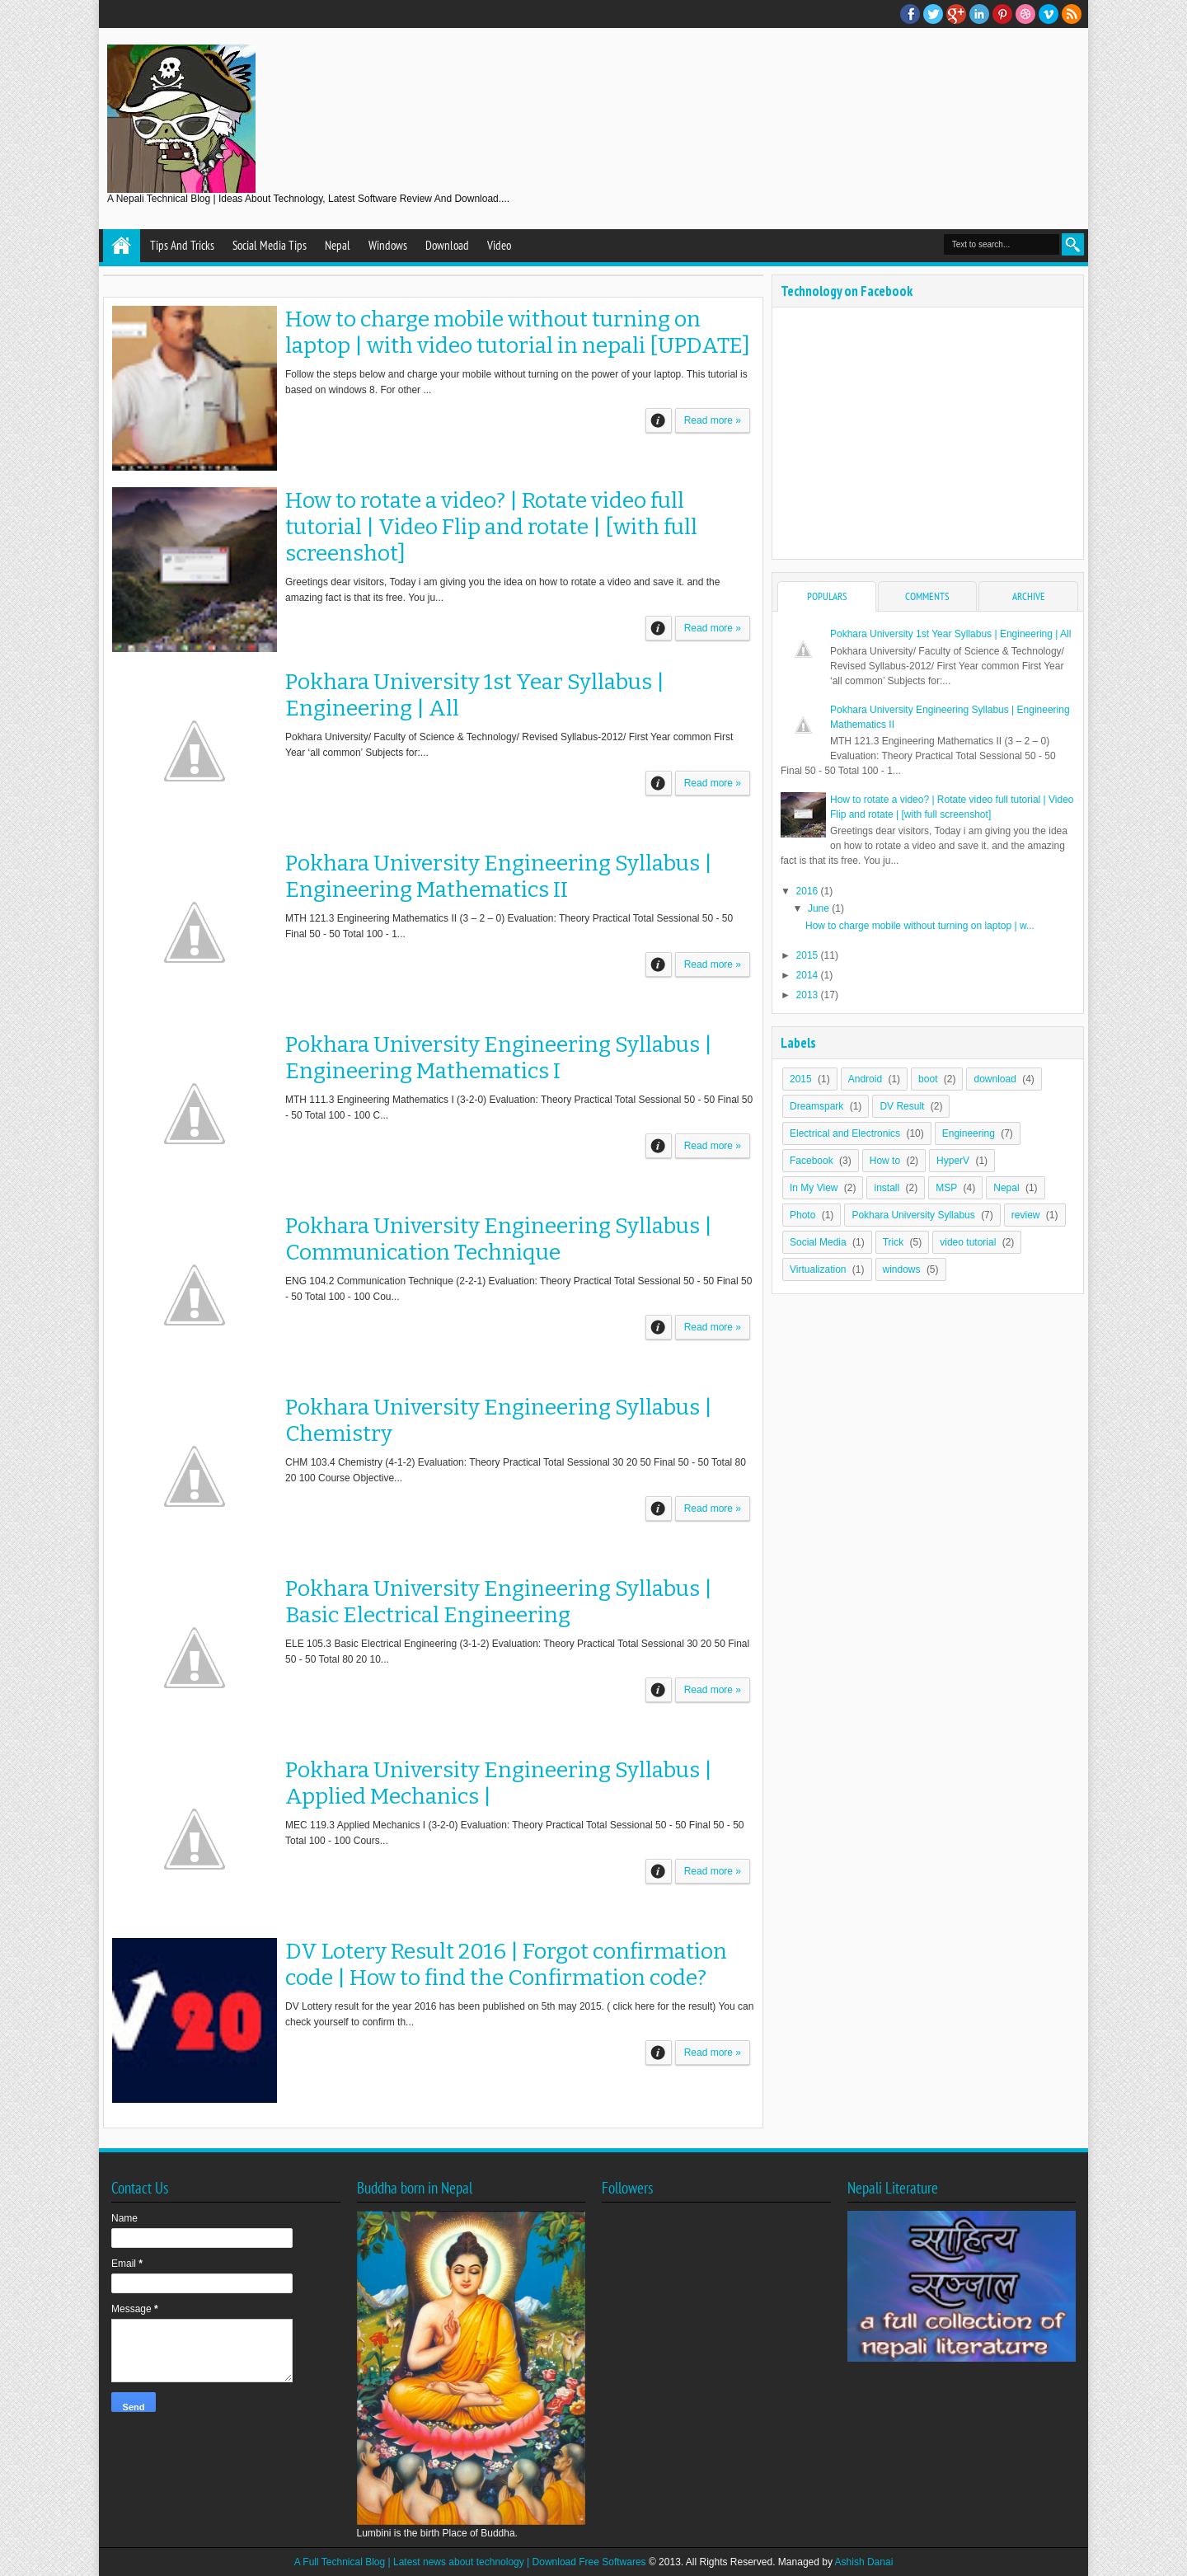 A Nepali Technical Blog | Ideas About Technology, Latest Software Review And Download....
Tips And Tricks
Social Media Tips
Nepal
Windows
Download
Video
Text to search...
How to charge mobile without turning on
laptop | with video tutorial in nepali [UPDATE]
Follow the steps below and charge your mobile without turning on the power of your laptop. This tutorial is
based on windows 8. For other ...
Read more »
How to rotate a video? | Rotate video full
tutorial | Video Flip and rotate | [with full
screenshot]
Greetings dear visitors, Today i am giving you the idea on how to rotate a video and save it. and the
amazing fact is that its free. You ju...
Read more »
Pokhara University 1st Year Syllabus |
Engineering | All
Pokhara University/ Faculty of Science & Technology/ Revised Syllabus-2012/ First Year common First
Year ‘all common’ Subjects for:...
Read more »
Pokhara University Engineering Syllabus |
Engineering Mathematics II
MTH 121.3 Engineering Mathematics II (3 – 2 – 0) Evaluation: Theory Practical Total Sessional 50 - 50
Final 50 - 50 Total 100 - 1...
Read more »
Pokhara University Engineering Syllabus |
Engineering Mathematics I
MTH 111.3 Engineering Mathematics I (3-2-0) Evaluation: Theory Practical Total Sessional 50 - 50 Final 50
- 50 Total 100 - 100 C...
Read more »
Pokhara University Engineering Syllabus |
Communication Technique
ENG 104.2 Communication Technique (2-2-1) Evaluation: Theory Practical Total Sessional 50 - 50 Final 50
- 50 Total 100 - 100 Cou...
Read more »
Pokhara University Engineering Syllabus |
Chemistry
CHM 103.4 Chemistry (4-1-2) Evaluation: Theory Practical Total Sessional 30 20 50 Final 50 - 50 Total 80
20 100 Course Objective...
Read more »
Pokhara University Engineering Syllabus |
Basic Electrical Engineering
ELE 105.3 Basic Electrical Engineering (3-1-2) Evaluation: Theory Practical Total Sessional 30 20 50 Final
50 - 50 Total 80 20 10...
Read more »
Pokhara University Engineering Syllabus |
Applied Mechanics |
MEC 119.3 Applied Mechanics I (3-2-0) Evaluation: Theory Practical Total Sessional 50 - 50 Final 50 - 50
Total 100 - 100 Cours...
Read more »
V 20
DV Lotery Result 2016 | Forgot confirmation
code | How to find the Confirmation code?
DV Lottery result for the year 2016 has been published on 5th may 2015. ( click here for the result) You can
check yourself to confirm th...
Read more »
Technology on Facebook
POPULARS
COMMENTS
ARCHIVE
Pokhara University 1st Year Syllabus | Engineering | All
Pokhara University/ Faculty of Science & Technology/
Revised Syllabus-2012/ First Year common First Year
‘all common’ Subjects for:...
Pokhara University Engineering Syllabus | Engineering
Mathematics II
MTH 121.3 Engineering Mathematics II (3 – 2 – 0)
Evaluation: Theory Practical Total Sessional 50 - 50
Final 50 - 50 Total 100 - 1...
How to rotate a video? | Rotate video full tutorial | Video
Flip and rotate | [with full screenshot]
Greetings dear visitors, Today i am giving you the idea
on how to rotate a video and save it. and the amazing
fact is that its free. You ju...
▼ 2016 (1)
▼ June (1)
How to charge mobile without turning on laptop | w...
► 2015 (11)
► 2014 (1)
► 2013 (17)
Labels
2015 (1) Android (1) boot (2) download (4)
Dreamspark (1) DV Result (2)
Electrical and Electronics (10) Engineering (7)
Facebook (3) How to (2) HyperV (1)
In My View (2) install (2) MSP (4) Nepal (1)
Photo (1) Pokhara University Syllabus (7) review (1)
Social Media (1) Trick (5) video tutorial (2)
Virtualization (1) windows (5)
Contact Us
Name
Email *
Message *
Send
Buddha born in Nepal
Lumbini is the birth Place of Buddha.
Followers
Nepali Literature
साहित्य
सञ्जाल
a full collection of
nepali literature
A Full Technical Blog | Latest news about technology | Download Free Softwares © 2013. All Rights Reserved. Managed by Ashish Danai